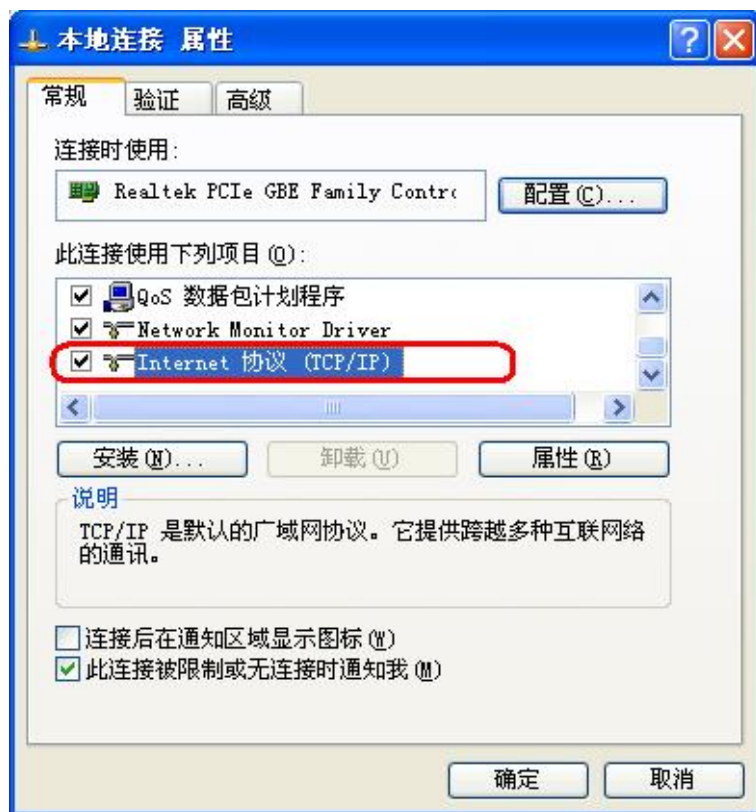 本地连接 属性
常规 验证 高级
连接时使用:
Realtek PCIe GBE Family Contr
配置(C)...
此连接使用下列项目(O):
QoS 数据包计划程序
Network Monitor Driver
Internet 协议 (TCP/IP)
安装(N)... 卸载(U) 属性(R)
说明
TCP/IP 是默认的广域网协议。它提供跨越多种互联网络
的通讯。
连接后在通知区域显示图标(W)
此连接被限制或无连接时通知我(M)
确定 取消